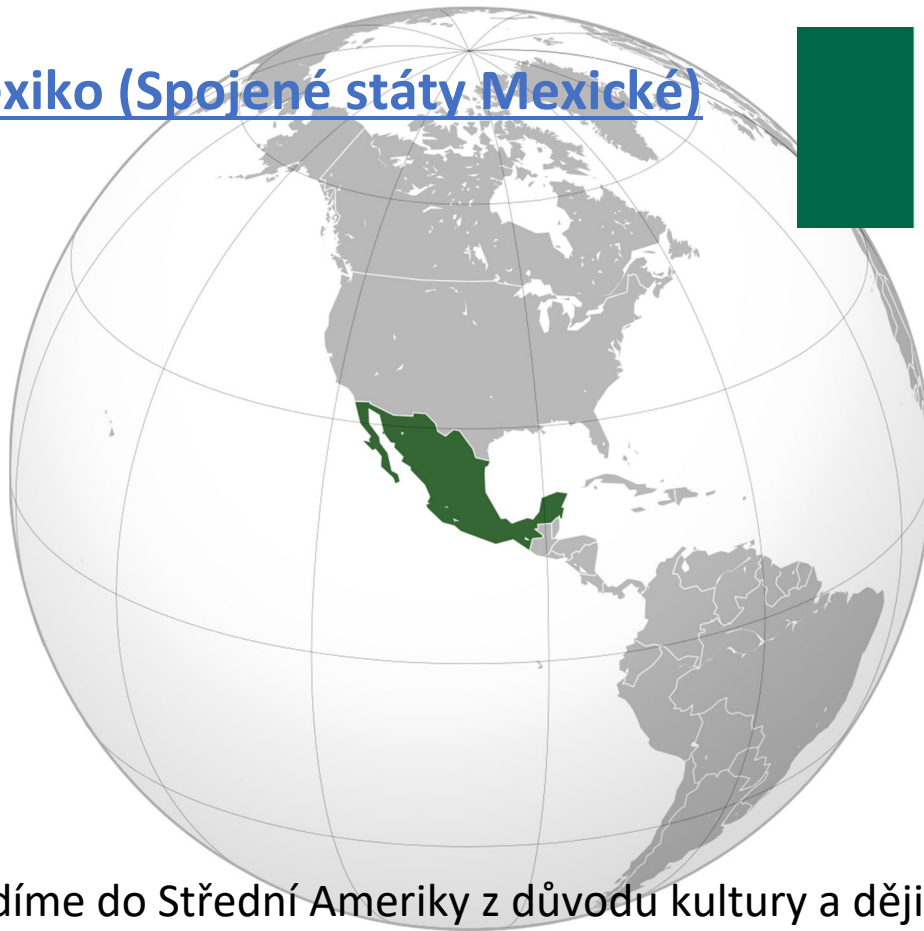 exiko (Spojené státy Mexické)
díme do Střední Ameriky z důvodu kultury a ději